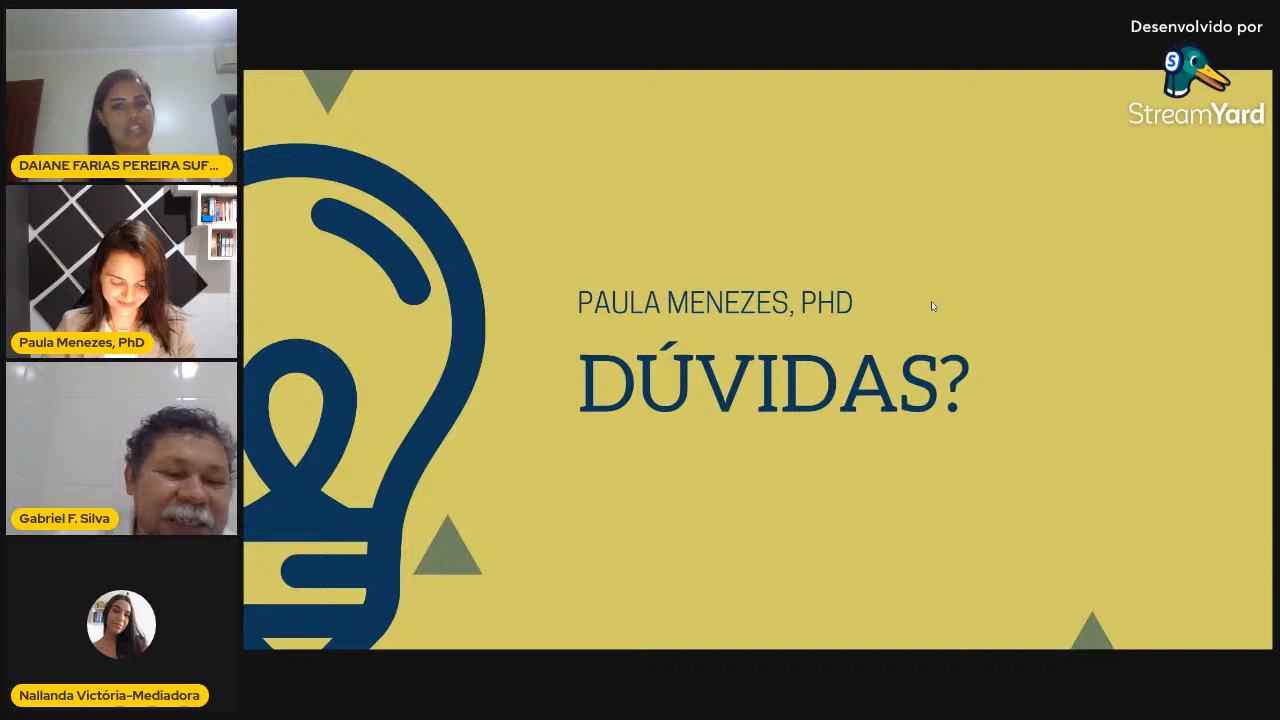 Desenvolvido por
StreamYard
DAIANE FARIAS PEREIRA SUF...
Paula Menezes, PhD
Gabriel F. Silva
Nallanda Victória-Mediadora
PAULA MENEZES, PHD
DÚVIDAS?